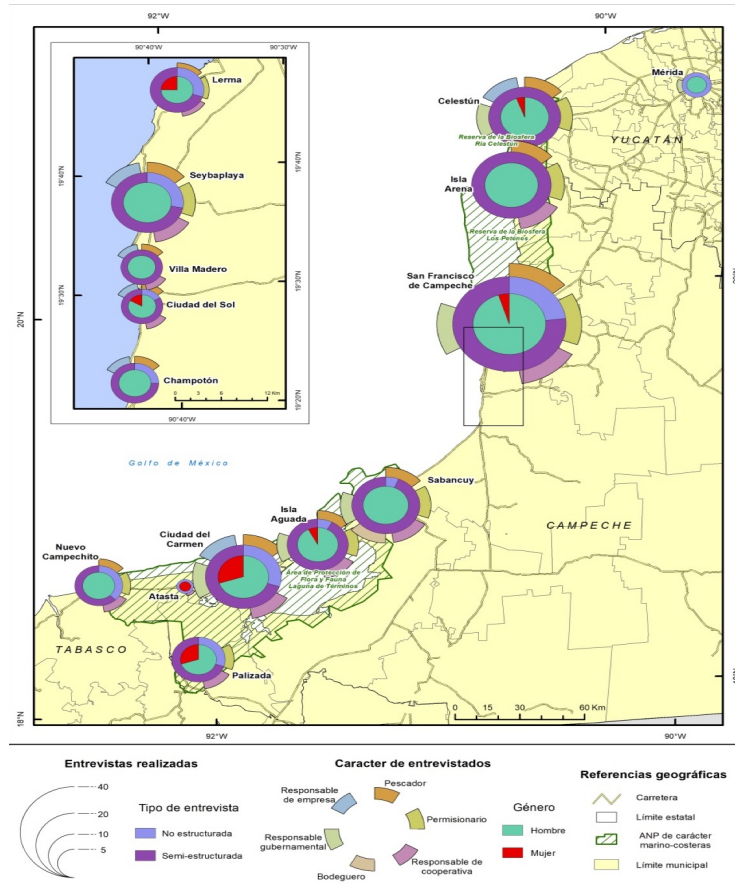 92°W
90°W
90°40'W
90°30'W
Lerma
Mérida
Celestún
Reserva de la Biosfera
Ría Celestún
YUCATÁN
19°40'N
19°40'N
Seybaplaya
Isla
Arena
Reserva de la Biosfera
Los Petenes
Villa Madero
San Francisco
de Campeche
19°30'N
19°30'N
Ciudad del Sol
20°N
Champotón
0 3 6 12 Km
19°20'N
90°40'W
Golfo de México
Sabancuy
Isla
Aguada
CAMPECHE
Ciudad del
Carmen
Nuevo
Campechito
Área de Protección de
Flora y Fauna
Laguna de Términos
Atasta
TABASCO
Palizada
0 15 30 60 Km
18°N
92°W
90°W
Entrevistas realizadas
40
20
10
5
Tipo de entrevista
No estructurada
Semi-estructurada
Caracter de entrevistados
Responsable
de empresa
Pescador
Permisionario
Responsable
gubernamental
Bodeguero
Responsable de
cooperativa
Género
Hombre
Mujer
Referencias geográficas
Carretera
Límite estatal
ANP de carácter
marino-costeras
Límite municipal